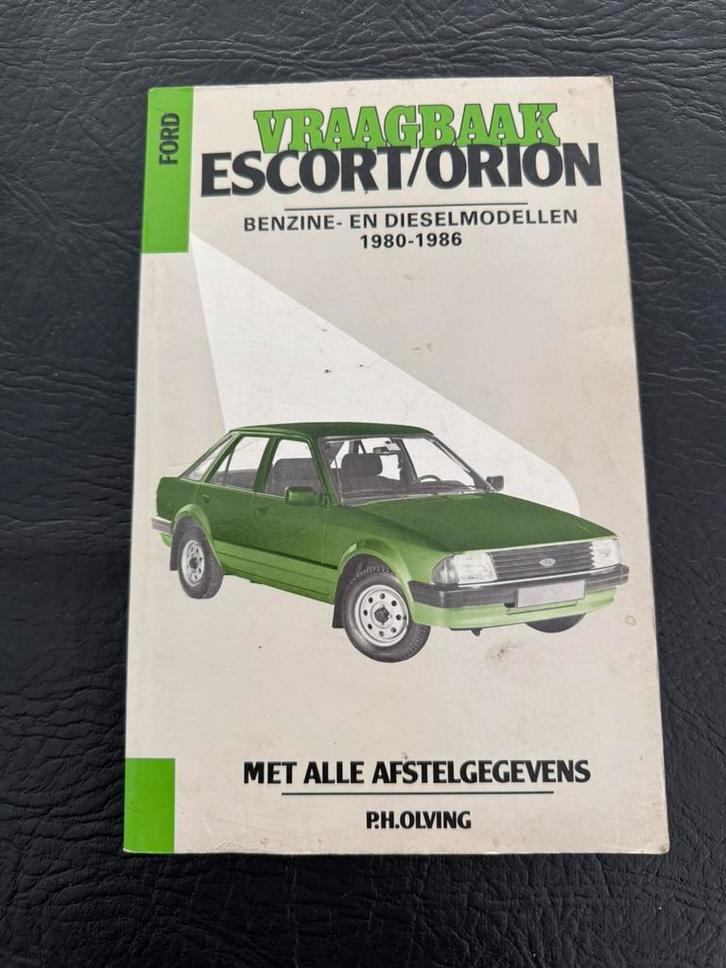 FORD
VRAAGBAAK
ESCORT/ORION
BENZINE- EN DIESELMODELLEN
1980-1986
MET ALLE AFSTELGEGEVENS
P.H.OLVING